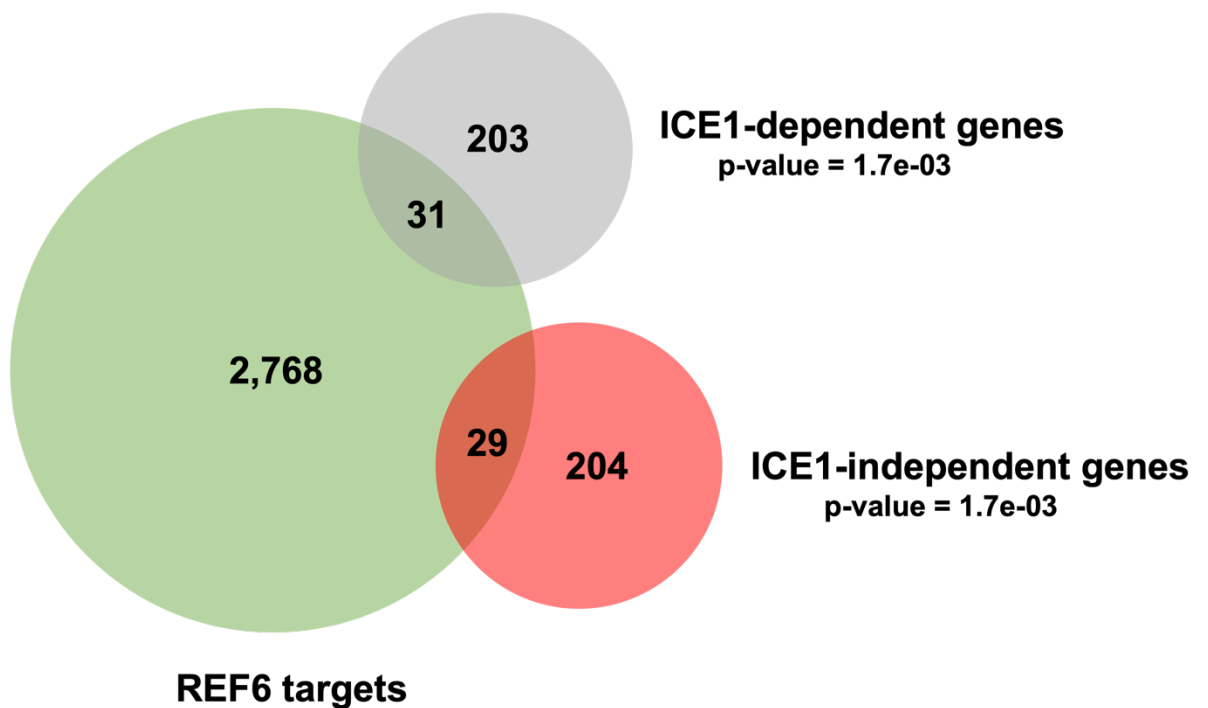 203
ICE1-dependent genes
p-value = 1.7e-03
31
2,768
29
204
ICE1-independent genes
p-value = 1.7e-03
REF6 targets